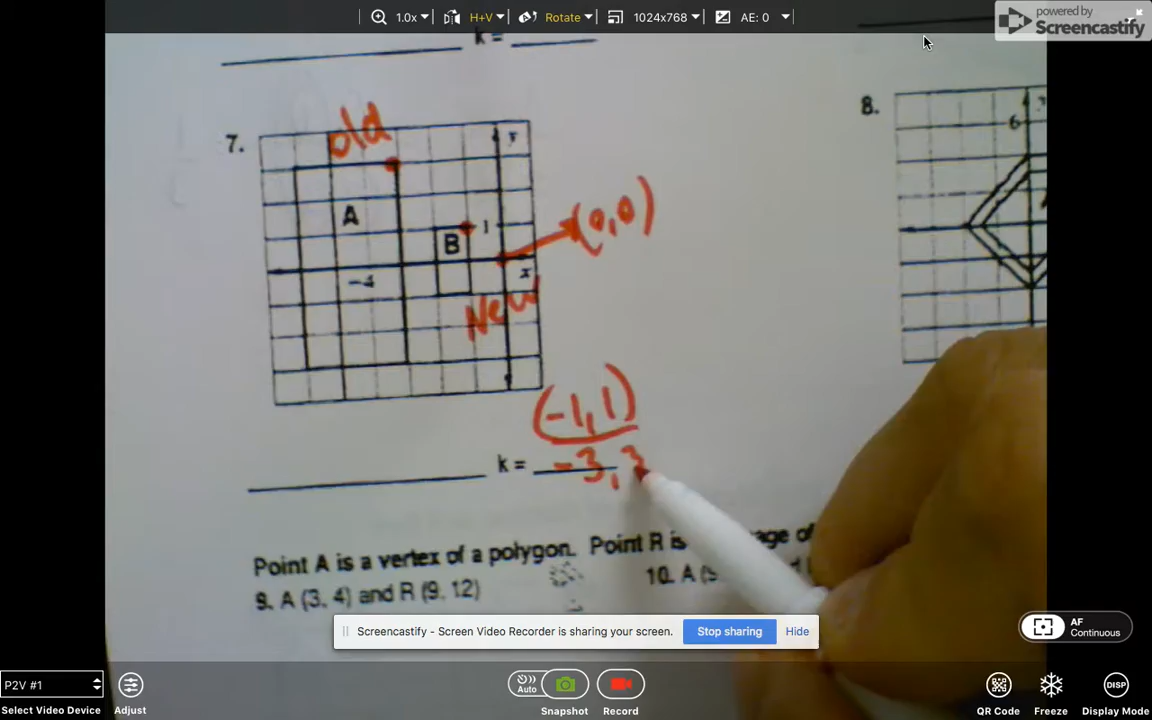 1.0x H+V Rotate 1024x768 AE: 0
powered by
Screencastify
k =
7.
old
8.
y
6
A
B
1
(0,0)
-4
x
New
(-1,1)
k = -3,3
Point A is a vertex of a polygon. Point R is
9. A (3, 4) and R (9, 12)
10. A
Screencastify - Screen Video Recorder is sharing your screen. Stop sharing Hide
AF
Continuous
P2V #1
Auto
Select Video Device Adjust Snapshot Record QR Code Freeze Display Mode
DISP